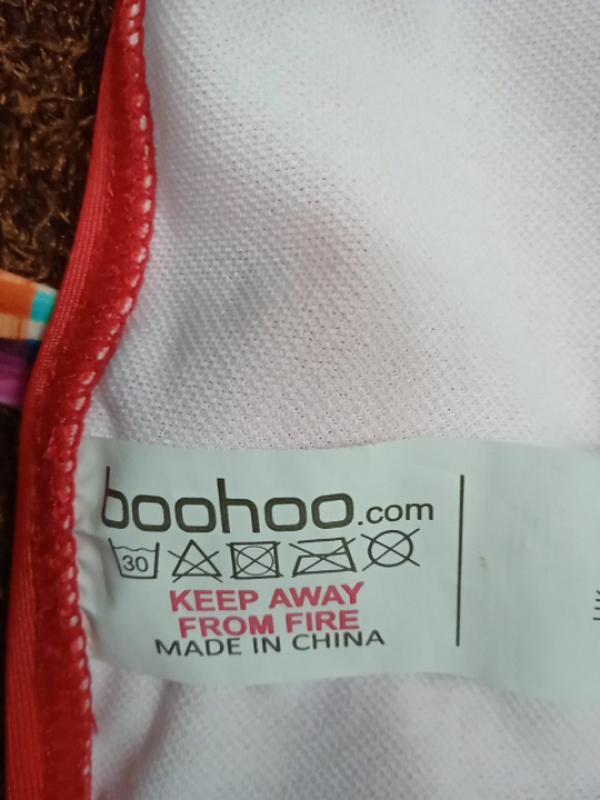 boohoo.com
30
KEEP AWAY
FROM FIRE
MADE IN CHINA